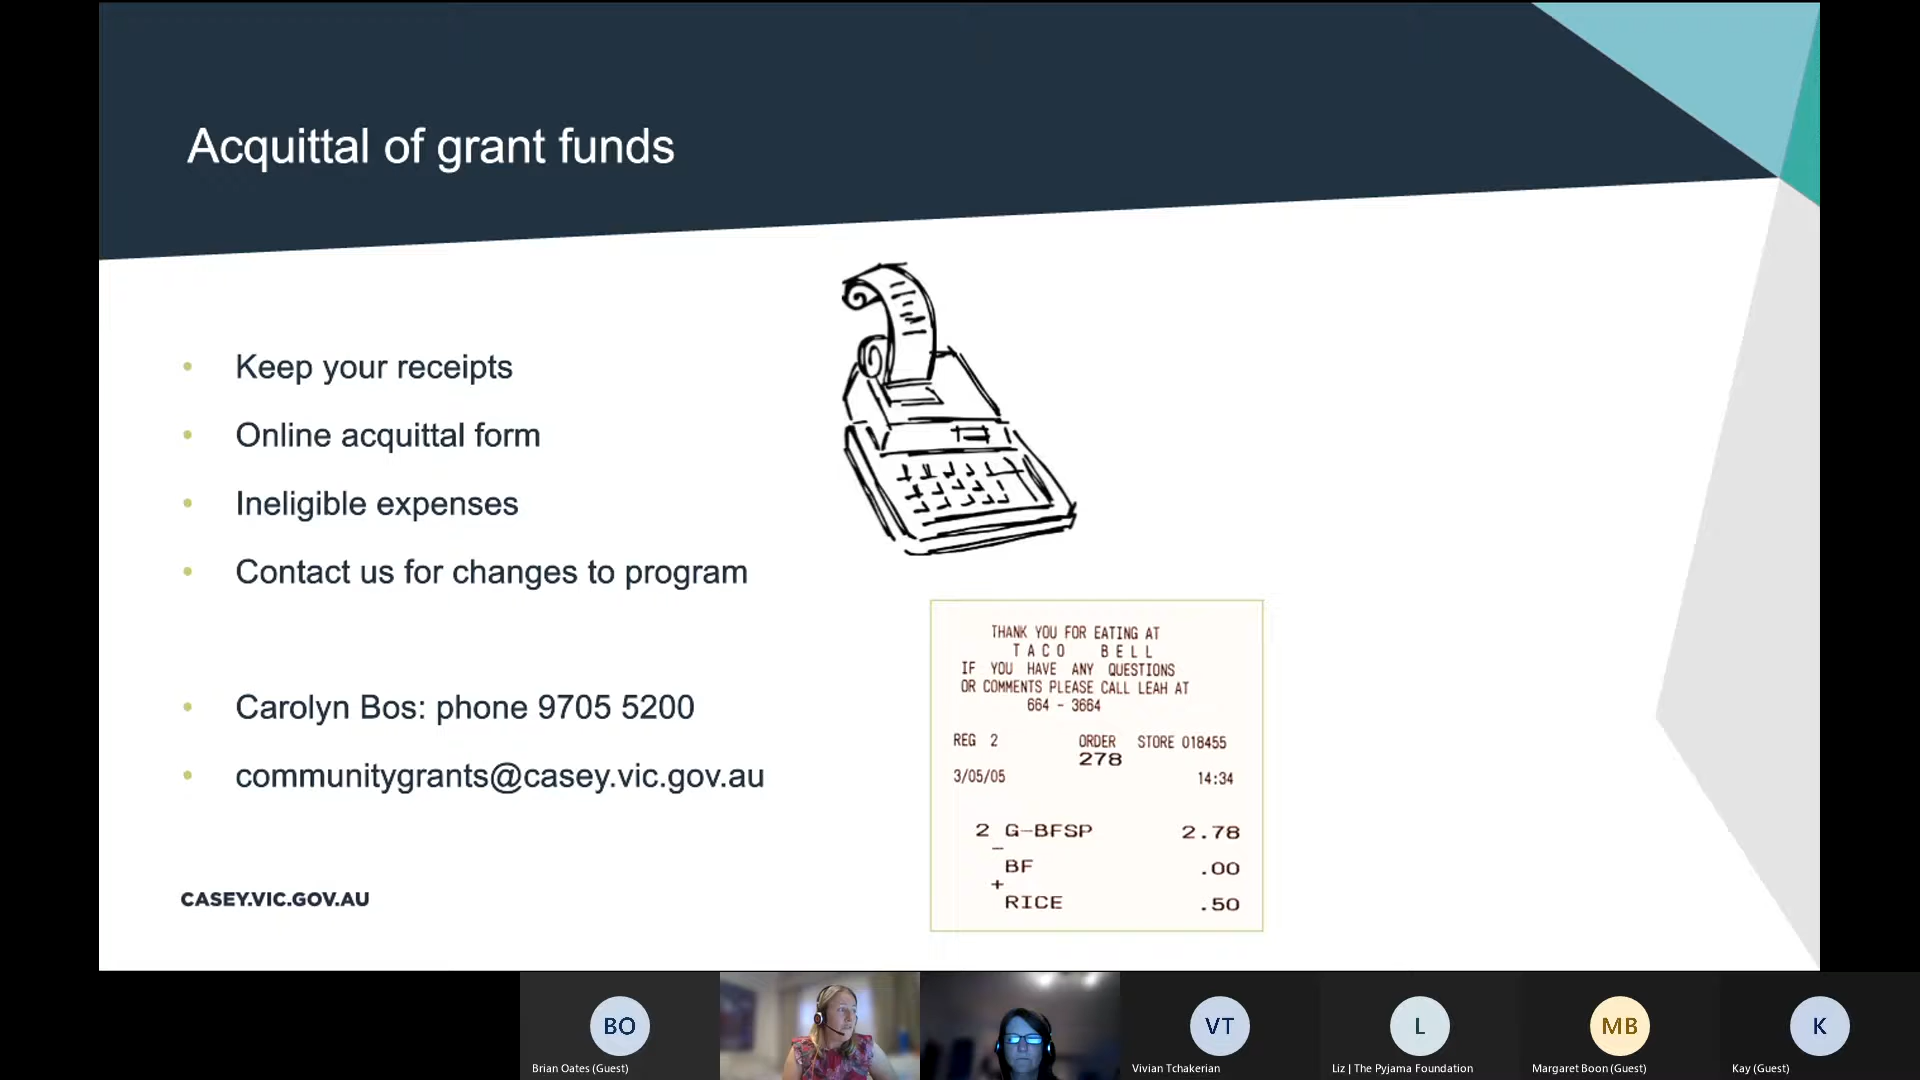 Acquittal of grant funds
• Keep your receipts
• Online acquittal form
• Ineligible expenses
• Contact us for changes to program
• Carolyn Bos: phone 9705 5200
• communitygrants@casey.vic.gov.au
CASEY.VIC.GOV.AU
THANK YOU FOR EATING AT
TACO BELL
IF YOU HAVE ANY QUESTIONS
OR COMMENTS PLEASE CALL LEAH AT
664 - 3664
REG 2 ORDER STORE 018455
278
3/05/05 14:34
2 G-BFSP 2.78
-
BF .00
+
RICE .50
BO
VT
L
MB
K
Brian Oates (Guest)
Vivian Tchakerian
Liz | The Pyjama Foundation
Margaret Boon (Guest)
Kay (Guest)